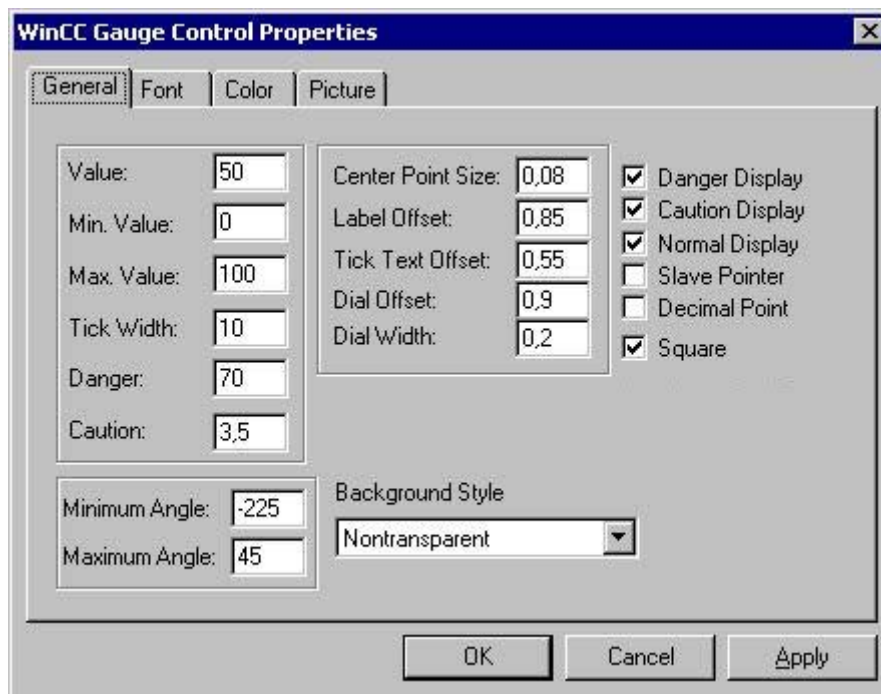 WinCC Gauge Control Properties
General Font Color Picture
Value: 50
Min. Value: 0
Max. Value: 100
Tick Width: 10
Danger: 70
Caution: 3,5
Center Point Size: 0,08
Label Offset: 0,85
Tick Text Offset: 0,55
Dial Offset: 0,9
Dial Width: 0,2
Danger Display
Caution Display
Normal Display
Slave Pointer
Decimal Point
Square
Minimum Angle: -225
Maximum Angle: 45
Background Style
Nontransparent
OK Cancel Apply